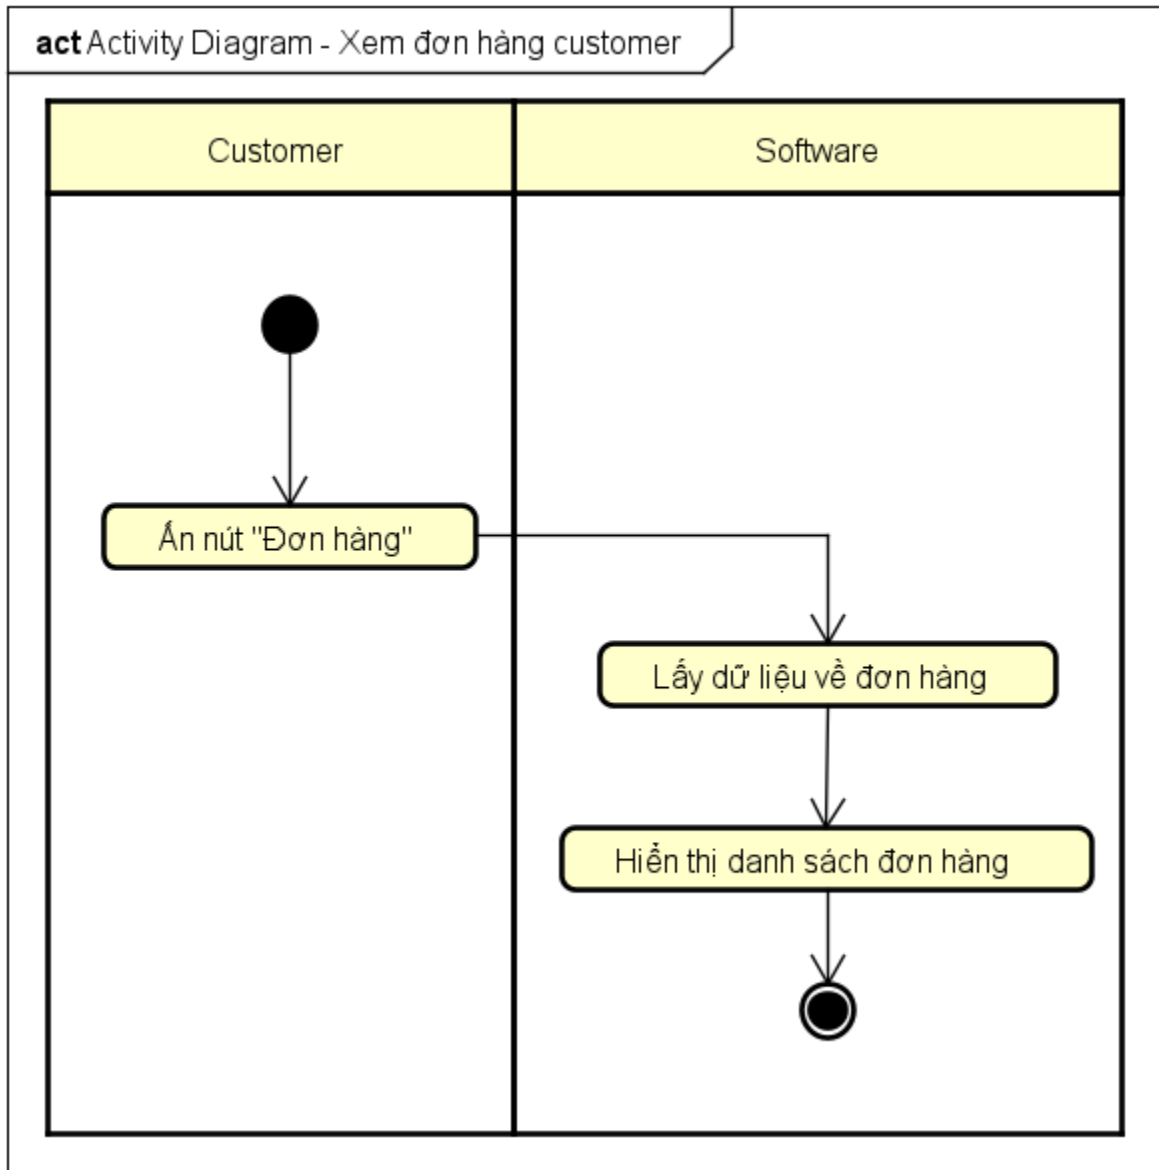 act Activity Diagram - Xem đơn hàng customer
Customer
Software
Ấn nút "Đơn hàng"
Lấy dữ liệu về đơn hàng
Hiển thị danh sách đơn hàng